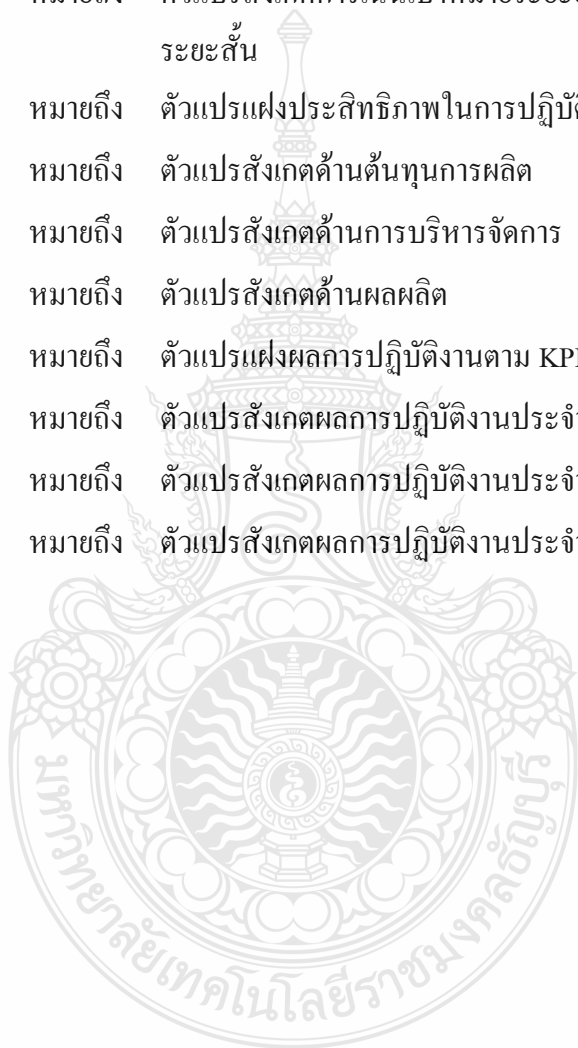 ระยะสั้น
หมายถึง ตัวแปรแฝงประสิทธิภาพในการปฏิบัติ
หมายถึง ตัวแปรสังเกตด้านต้นทุนการผลิต
หมายถึง ตัวแปรสังเกตด้านการบริหารจัดการ
หมายถึง ตัวแปรสังเกตด้านผลผลิต
หมายถึง ตัวแปรแฝงผลการปฏิบัติงานตาม KPI
หมายถึง ตัวแปรสังเกตผลการปฏิบัติงานประจำ
หมายถึง ตัวแปรสังเกตผลการปฏิบัติงานประจำ
หมายถึง ตัวแปรสังเกตผลการปฏิบัติงานประจำ
มหาวิทยาลัยเทคโนโลยีราชมงคลธัญบุรี